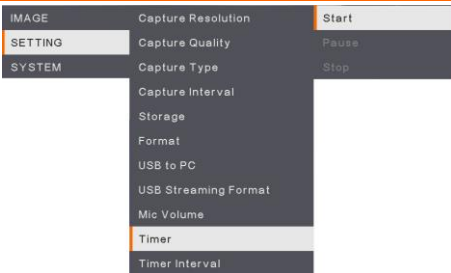 IMAGE
SETTING
SYSTEM
Capture Resolution
Capture Quality
Capture Type
Capture Interval
Storage
Format
USB to PC
USB Streaming Format
Mic Volume
Timer
Timer Interval
Start
Pause
Stop